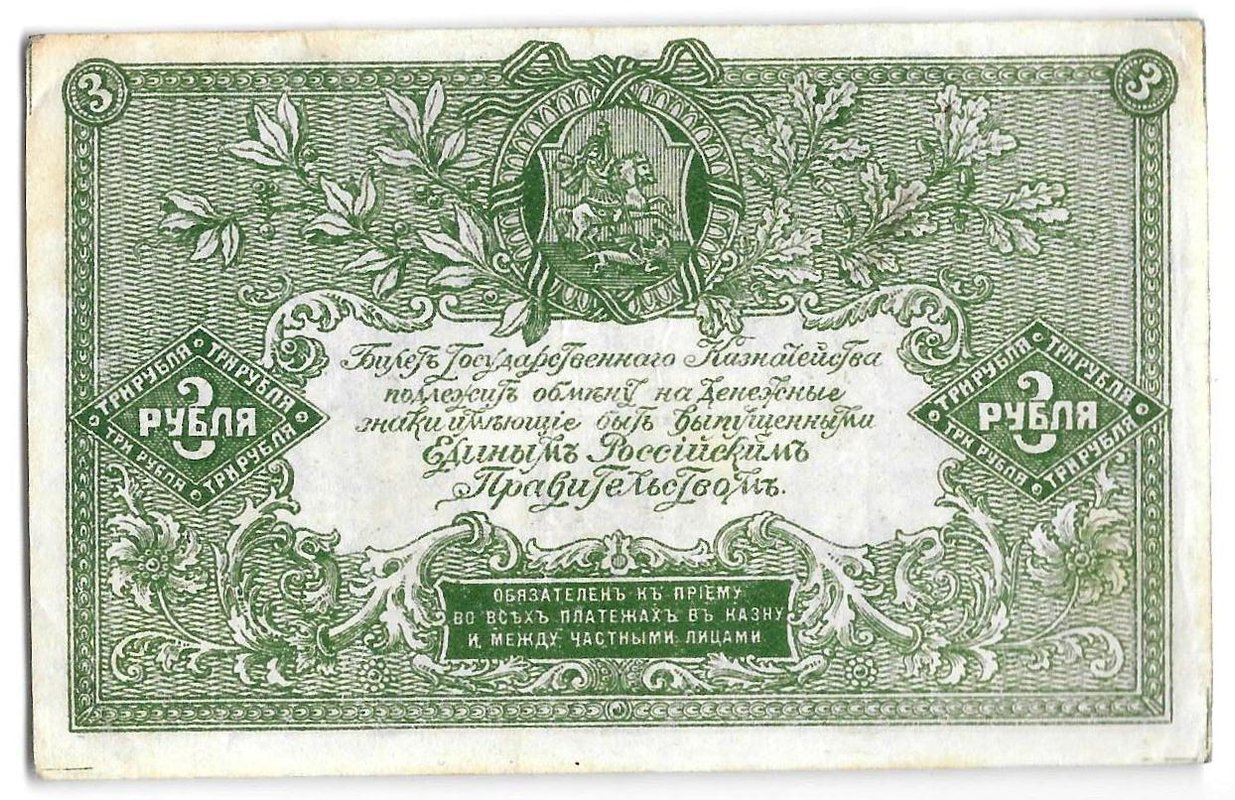 3
3
Билетъ Государственнаго Казначейства
подлежитъ обмѣну на денежные
знаки имѣющіе быть выпущенными
Единымъ Россійскимъ
Правительствомъ.
ТРИ РУБЛЯ
ТРИ РУБЛЯ
3
РУБЛЯ
ТРИ РУБЛЯ
ТРИ РУБЛЯ
ТРИ РУБЛЯ
ТРИ РУБЛЯ
3
РУБЛЯ
ТРИ РУБЛЯ
ТРИ РУБЛЯ
ОБЯЗАТЕЛЕНЪ КЪ ПРІЕМУ
ВО ВСѢХЪ ПЛАТЕЖАХЪ ВЪ КАЗНУ
И МЕЖДУ ЧАСТНЫМИ ЛИЦАМИ